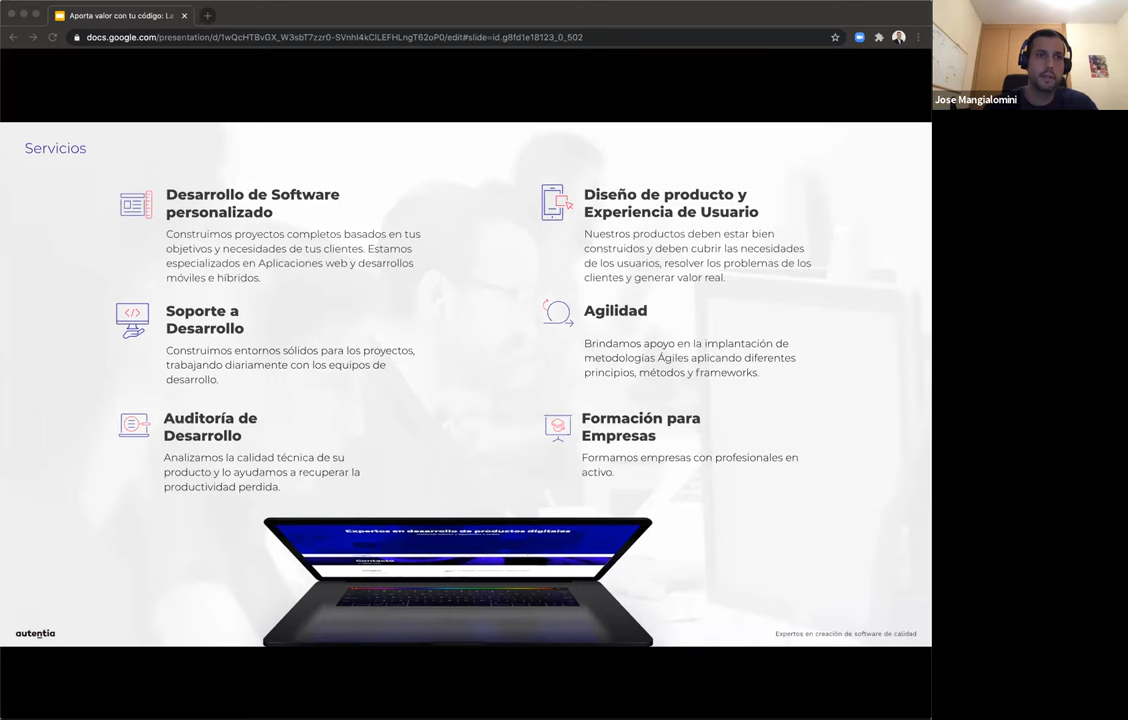 Aporta valor con tu código: La
docs.google.com/presentation/d/1wQcHTBvGX_W3sbT7zzr0-SVnhI4kCILEFHLngT62oP0/edit#slide=id.g8fd1e18123_0_502
Jose Mangialomini
Servicios
Desarrollo de Software
personalizado
Construimos proyectos completos basados en tus
objetivos y necesidades de tus clientes. Estamos
especializados en Aplicaciones web y desarrollos
móviles e híbridos.
Diseño de producto y
Experiencia de Usuario
Nuestros productos deben estar bien
construidos y deben cubrir las necesidades
de los usuarios, resolver los problemas de los
clientes y generar valor real.
Soporte a
Desarrollo
Construimos entornos sólidos para los proyectos,
trabajando diariamente con los equipos de
desarrollo.
Agilidad
Brindamos apoyo en la implantación de
metodologías Ágiles aplicando diferentes
principios, métodos y frameworks.
Auditoría de
Desarrollo
Analizamos la calidad técnica de su
producto y lo ayudamos a recuperar la
productividad perdida.
Formación para
Empresas
Formamos empresas con profesionales en
activo.
Expertos en desarrollo de productos digitales
Contacto
autentia
Expertos en creación de software de calidad